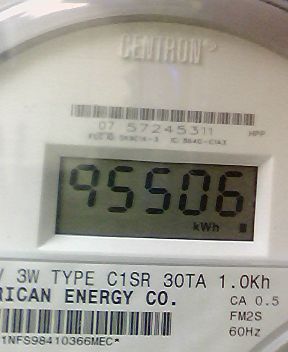 CENTRON®
07 57245311 HPP
95506
kWh
V 3W TYPE C1SR 30TA 1.0Kh
RICAN ENERGY CO. CA 0.5
FM2S
1NFS98410366MEC* 60Hz